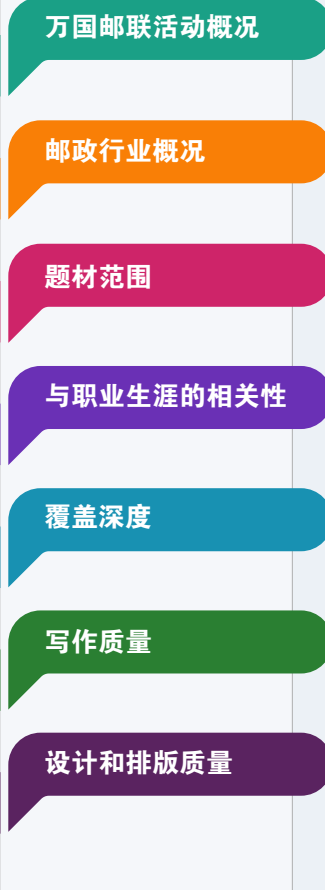 万国邮联活动概况
邮政行业概况
题材范围
与职业生涯的相关性
覆盖深度
写作质量
设计和排版质量